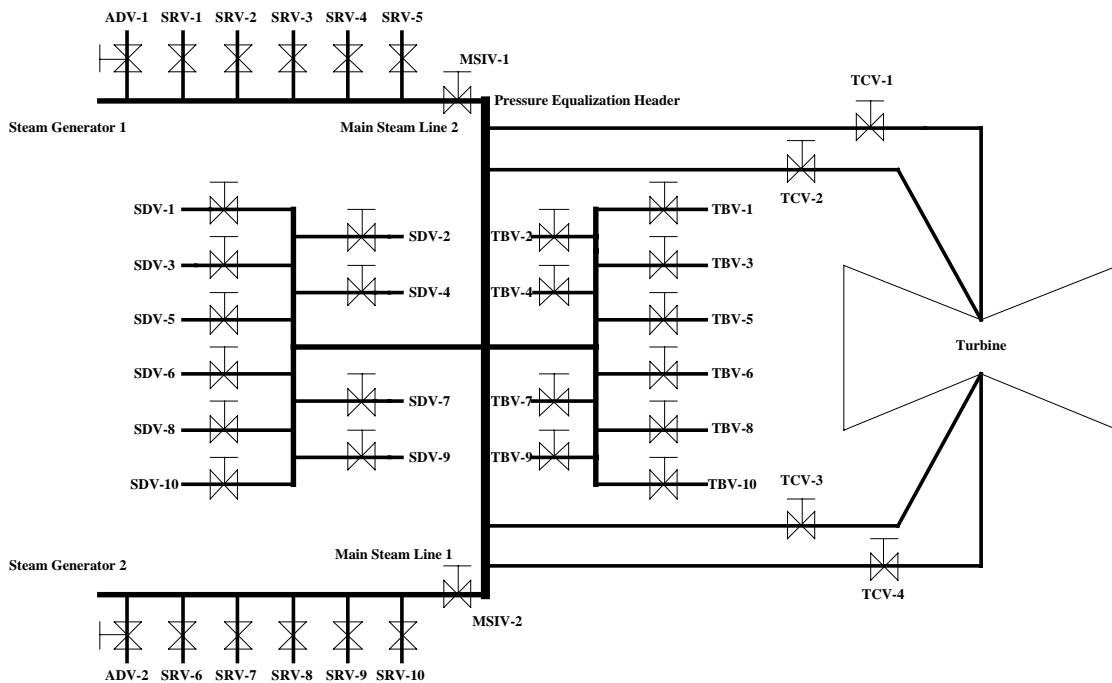 ADV-1 SRV-1 SRV-2 SRV-3 SRV-4 SRV-5
MSIV-1
TCV-1
Pressure Equalization Header
Steam Generator 1
Main Steam Line 2
TCV-2
SDV-1
TBV-1
SDV-2
TBV-2
SDV-3
TBV-3
SDV-4
TBV-4
SDV-5
TBV-5
Turbine
SDV-6
TBV-6
SDV-7
TBV-7
SDV-8
TBV-8
SDV-9
TBV-9
SDV-10
TBV-10
TCV-3
Main Steam Line 1
Steam Generator 2
TCV-4
MSIV-2
ADV-2 SRV-6 SRV-7 SRV-8 SRV-9 SRV-10